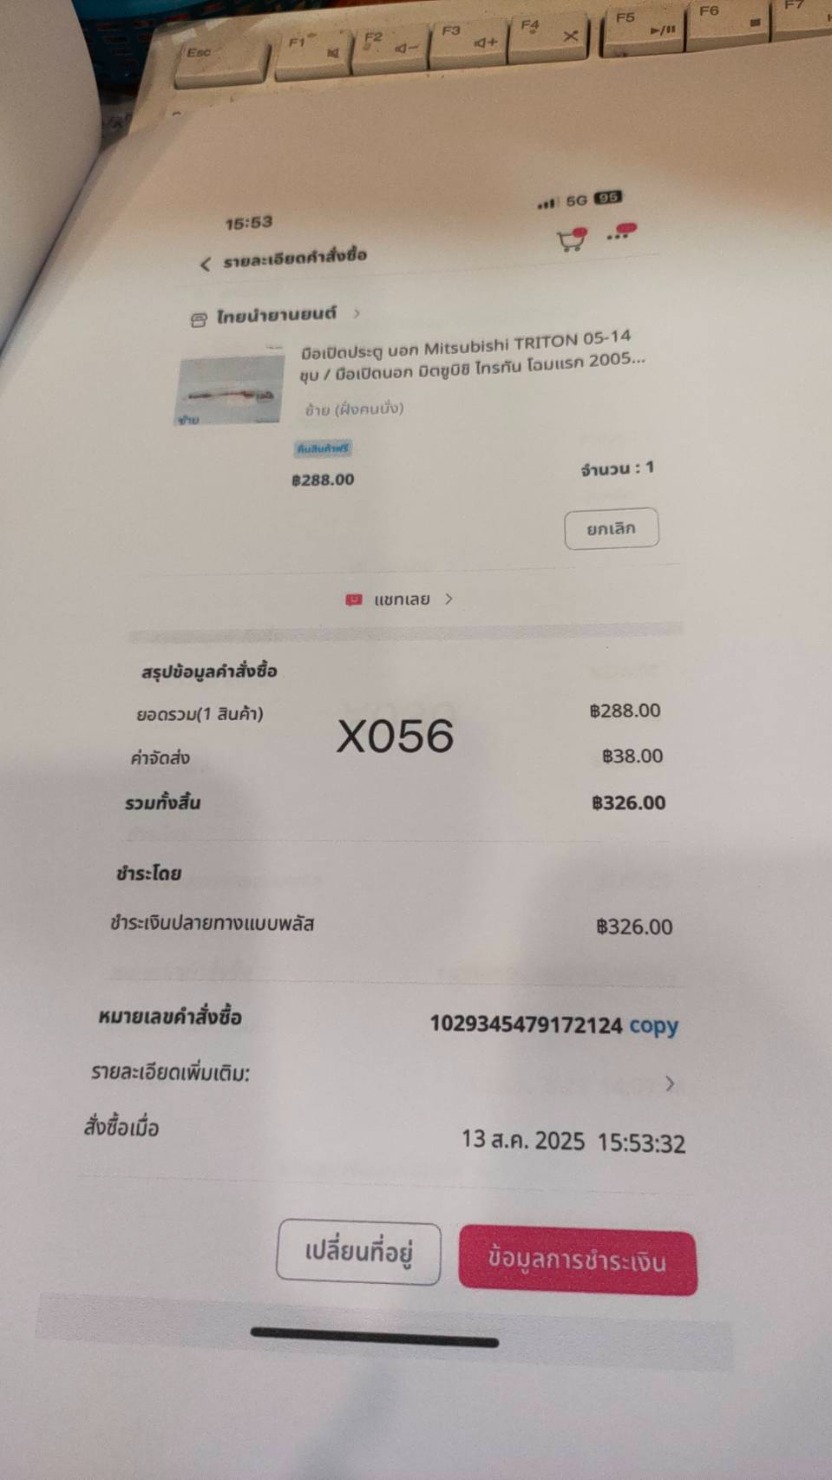 Esc F1 F2 F3 F4 F5 F6 F7
15:53 5G 95
< รายละเอียดคำสั่งซื้อ
ไทยนำยานยนต์ >
มือเปิดประตู นอก Mitsubishi TRITON 05-14
ชุบ / มือเปิดนอก มิตซูบิชิ ไทรทัน โฉมแรก 2005...
ซ้าย
ซ้าย (ฝั่งคนนั่ง)
คืนสินค้าฟรี
฿288.00 จำนวน : 1
ยกเลิก
แชทเลย >
สรุปข้อมูลคำสั่งซื้อ
ยอดรวม(1 สินค้า) ฿288.00
X056
ค่าจัดส่ง ฿38.00
รวมทั้งสิ้น ฿326.00
ชำระโดย
ชำระเงินปลายทางแบบพลัส ฿326.00
หมายเลขคำสั่งซื้อ 1029345479172124 copy
รายละเอียดเพิ่มเติม: >
สั่งซื้อเมื่อ 13 ส.ค. 2025 15:53:32
เปลี่ยนที่อยู่ ข้อมูลการชำระเงิน